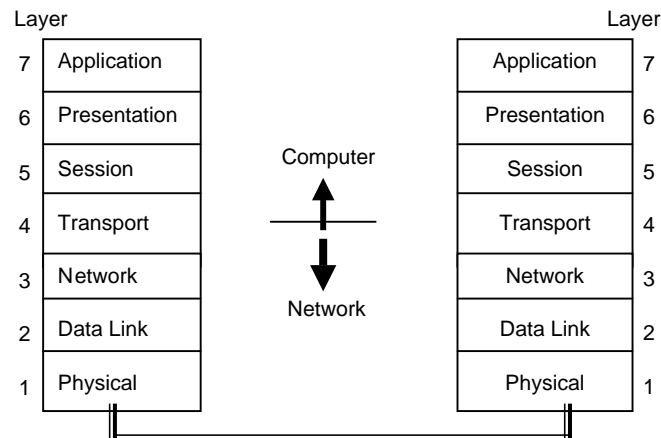 Layer
7 Application
6 Presentation
5 Session
4 Transport
3 Network
2 Data Link
1 Physical
Computer
Network
Layer
Application 7
Presentation 6
Session 5
Transport 4
Network 3
Data Link 2
Physical 1